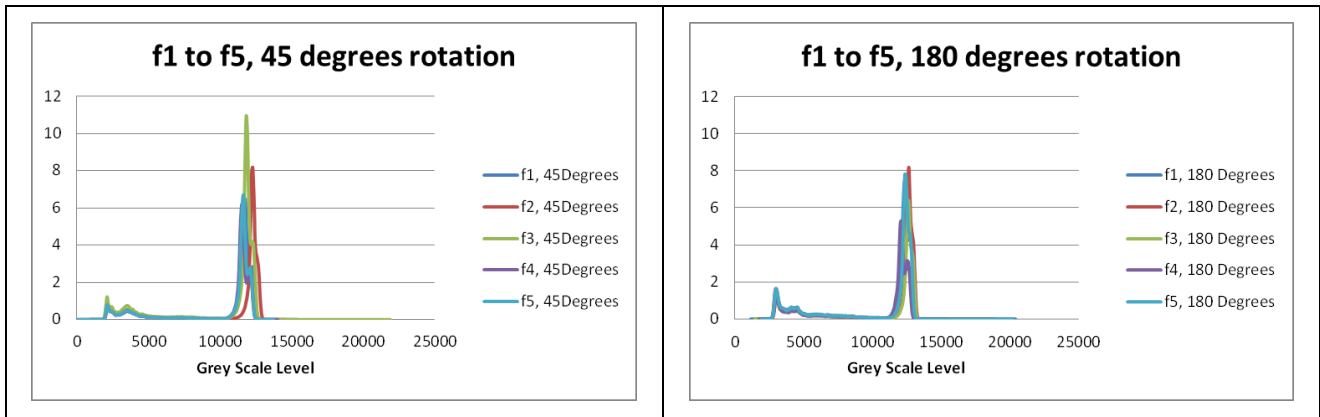 f1 to f5, 45 degrees rotation
12
10
8
6
4
2
0
0 5000 10000 15000 20000 25000
Grey Scale Level
f1, 45Degrees
f2, 45Degrees
f3, 45Degrees
f4, 45Degrees
f5, 45Degrees
f1 to f5, 180 degrees rotation
12
10
8
6
4
2
0
0 5000 10000 15000 20000 25000
Grey Scale Level
f1, 180 Degrees
f2, 180 Degrees
f3, 180 Degrees
f4, 180 Degrees
f5, 180 Degrees